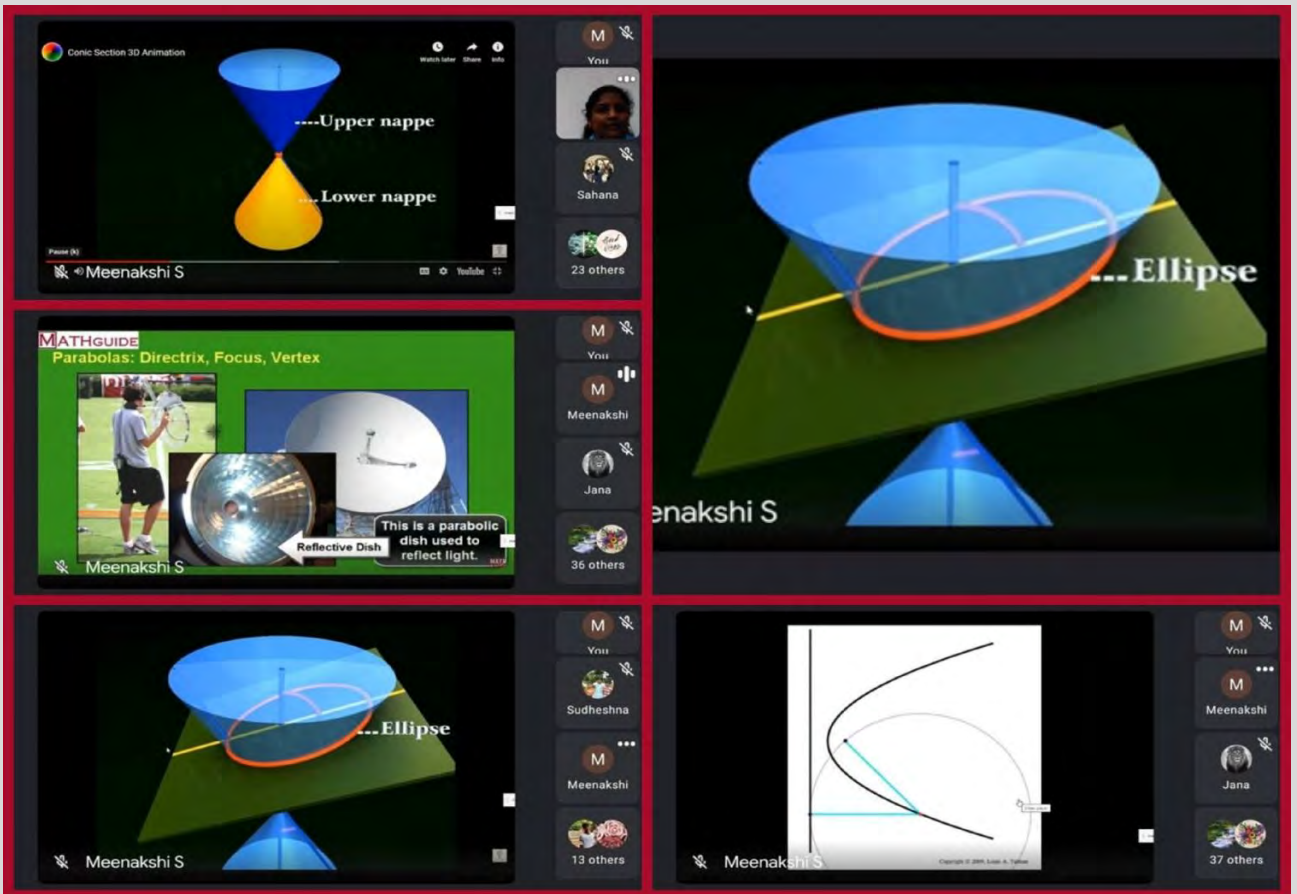 Conic Section 3D Animation
Watch later Share Info
----Upper nappe
....Lower nappe
Pause (k)
Meenakshi S
YouTube
M
You
Sahana
23 others
---Ellipse
enakshi S
MATHGUIDE
Parabolas: Directrix, Focus, Vertex
Reflective Dish
This is a parabolic
dish used to
reflect light.
Meenakshi S
M
You
M
Meenakshi
Jana
36 others
---Ellipse
Meenakshi S
M
You
Sudheshna
M
Meenakshi
13 others
Meenakshi S
M
You
M
Meenakshi
Jana
37 others